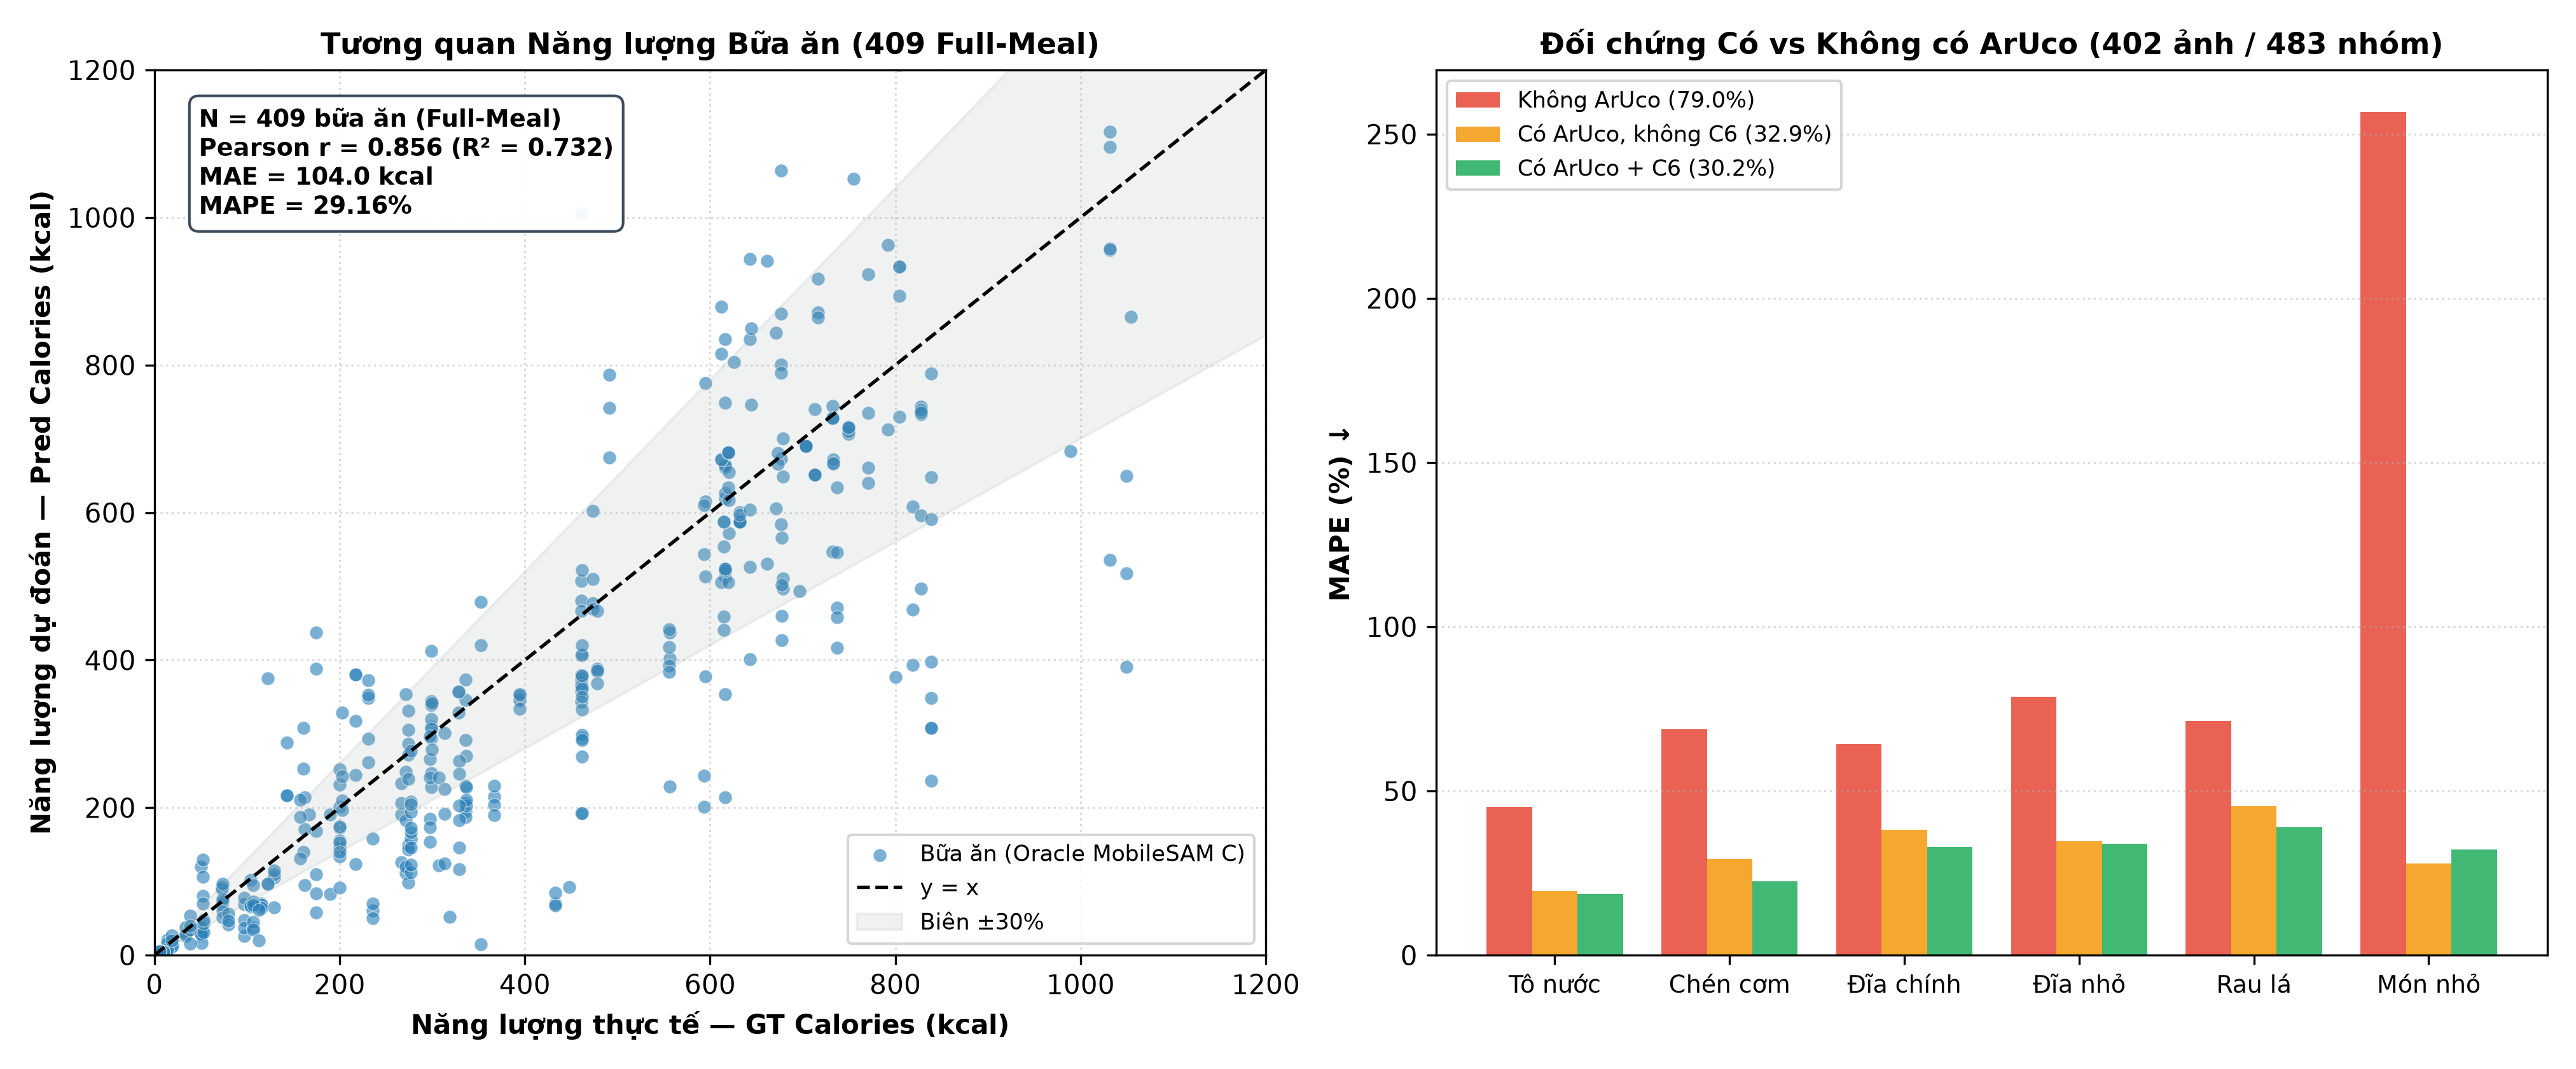 Tương quan Năng lượng Bữa ăn (409 Full-Meal)
1200
1000
800
600
400
200
0
Năng lượng dự đoán — Pred Calories (kcal)
N = 409 bữa ăn (Full-Meal)
Pearson r = 0.856 (R² = 0.732)
MAE = 104.0 kcal
MAPE = 29.16%
Bữa ăn (Oracle MobileSAM C)
y = x
Biên ±30%
0 200 400 600 800 1000 1200
Năng lượng thực tế — GT Calories (kcal)
Đối chứng Có vs Không có ArUco (402 ảnh / 483 nhóm)
250
200
150
100
50
0
MAPE (%) ↓
Không ArUco (79.0%)
Có ArUco, không C6 (32.9%)
Có ArUco + C6 (30.2%)
Tô nước Chén cơm Đĩa chính Đĩa nhỏ Rau lá Món nhỏ